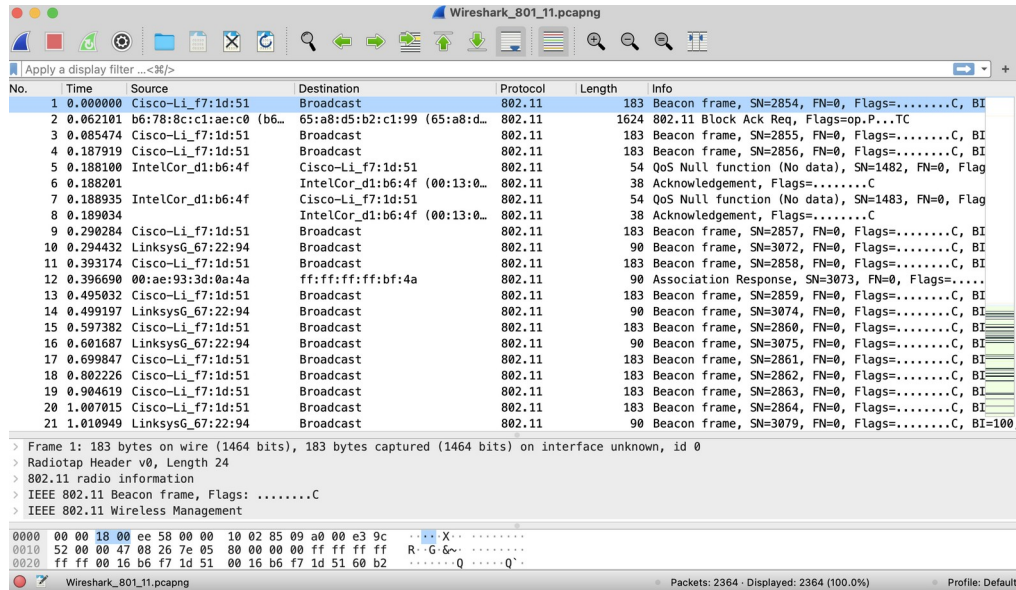 Wireshark_801_11.pcapng
Apply a display filter ...<⌘/>
No. Time Source Destination Protocol Length Info
1 0.000000 Cisco-Li_f7:1d:51 Broadcast 802.11 183 Beacon frame, SN=2854, FN=0, Flags=........C, BI
2 0.062101 b6:78:8c:c1:ae:c0 (b6… 65:a8:d5:b2:c1:99 (65:a8:d… 802.11 1624 802.11 Block Ack Req, Flags=op.P...TC
3 0.085474 Cisco-Li_f7:1d:51 Broadcast 802.11 183 Beacon frame, SN=2855, FN=0, Flags=........C, BI
4 0.187919 Cisco-Li_f7:1d:51 Broadcast 802.11 183 Beacon frame, SN=2856, FN=0, Flags=........C, BI
5 0.188100 IntelCor_d1:b6:4f Cisco-Li_f7:1d:51 802.11 54 QoS Null function (No data), SN=1482, FN=0, Flag
6 0.188201 IntelCor_d1:b6:4f (00:13:0… 802.11 38 Acknowledgement, Flags=........C
7 0.188935 IntelCor_d1:b6:4f Cisco-Li_f7:1d:51 802.11 54 QoS Null function (No data), SN=1483, FN=0, Flag
8 0.189034 IntelCor_d1:b6:4f (00:13:0… 802.11 38 Acknowledgement, Flags=........C
9 0.290284 Cisco-Li_f7:1d:51 Broadcast 802.11 183 Beacon frame, SN=2857, FN=0, Flags=........C, BI
10 0.294432 LinksysG_67:22:94 Broadcast 802.11 90 Beacon frame, SN=3072, FN=0, Flags=........C, BI
11 0.393174 Cisco-Li_f7:1d:51 Broadcast 802.11 183 Beacon frame, SN=2858, FN=0, Flags=........C, BI
12 0.396690 00:ae:93:3d:0a:4a ff:ff:ff:ff:bf:4a 802.11 90 Association Response, SN=3073, FN=0, Flags=.....
13 0.495032 Cisco-Li_f7:1d:51 Broadcast 802.11 183 Beacon frame, SN=2859, FN=0, Flags=........C, BI
14 0.499197 LinksysG_67:22:94 Broadcast 802.11 90 Beacon frame, SN=3074, FN=0, Flags=........C, BI
15 0.597382 Cisco-Li_f7:1d:51 Broadcast 802.11 183 Beacon frame, SN=2860, FN=0, Flags=........C, BI
16 0.601687 LinksysG_67:22:94 Broadcast 802.11 90 Beacon frame, SN=3075, FN=0, Flags=........C, BI
17 0.699847 Cisco-Li_f7:1d:51 Broadcast 802.11 183 Beacon frame, SN=2861, FN=0, Flags=........C, BI
18 0.802226 Cisco-Li_f7:1d:51 Broadcast 802.11 183 Beacon frame, SN=2862, FN=0, Flags=........C, BI
19 0.904619 Cisco-Li_f7:1d:51 Broadcast 802.11 183 Beacon frame, SN=2863, FN=0, Flags=........C, BI
20 1.007015 Cisco-Li_f7:1d:51 Broadcast 802.11 183 Beacon frame, SN=2864, FN=0, Flags=........C, BI
21 1.010949 LinksysG_67:22:94 Broadcast 802.11 90 Beacon frame, SN=3079, FN=0, Flags=........C, BI=100
> Frame 1: 183 bytes on wire (1464 bits), 183 bytes captured (1464 bits) on interface unknown, id 0
> Radiotap Header v0, Length 24
> 802.11 radio information
> IEEE 802.11 Beacon frame, Flags: ........C
> IEEE 802.11 Wireless Management
0000 00 00 18 00 ee 58 00 00 10 02 85 09 a0 00 e3 9c ·····X·· ········
0010 52 00 00 47 08 26 7e 05 80 00 00 00 ff ff ff ff R··G·&~· ········
0020 ff ff 00 16 b6 f7 1d 51 00 16 b6 f7 1d 51 60 b2 ·······Q ·····Q`·
Wireshark_801_11.pcapng Packets: 2364 · Displayed: 2364 (100.0%) Profile: Default